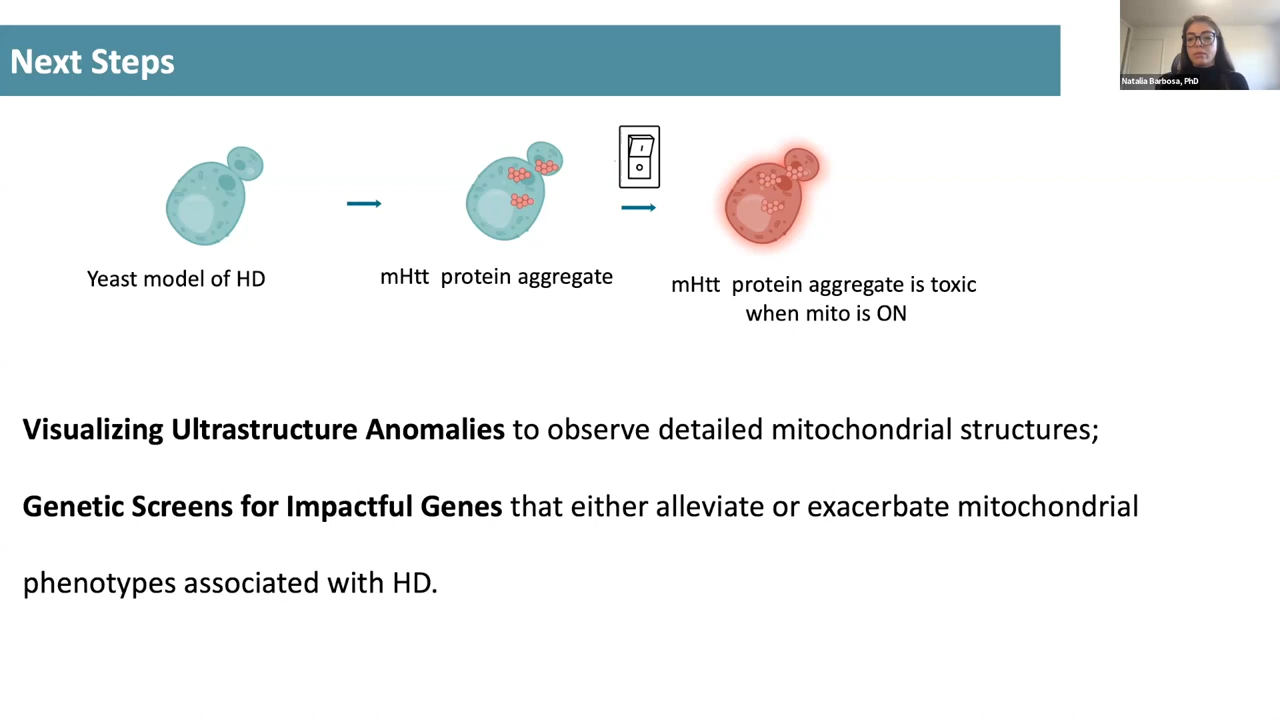 Next Steps
Natalia Barbosa, PhD
Yeast model of HD
mHtt protein aggregate
mHtt protein aggregate is toxic
when mito is ON
Visualizing Ultrastructure Anomalies to observe detailed mitochondrial structures;
Genetic Screens for Impactful Genes that either alleviate or exacerbate mitochondrial
phenotypes associated with HD.